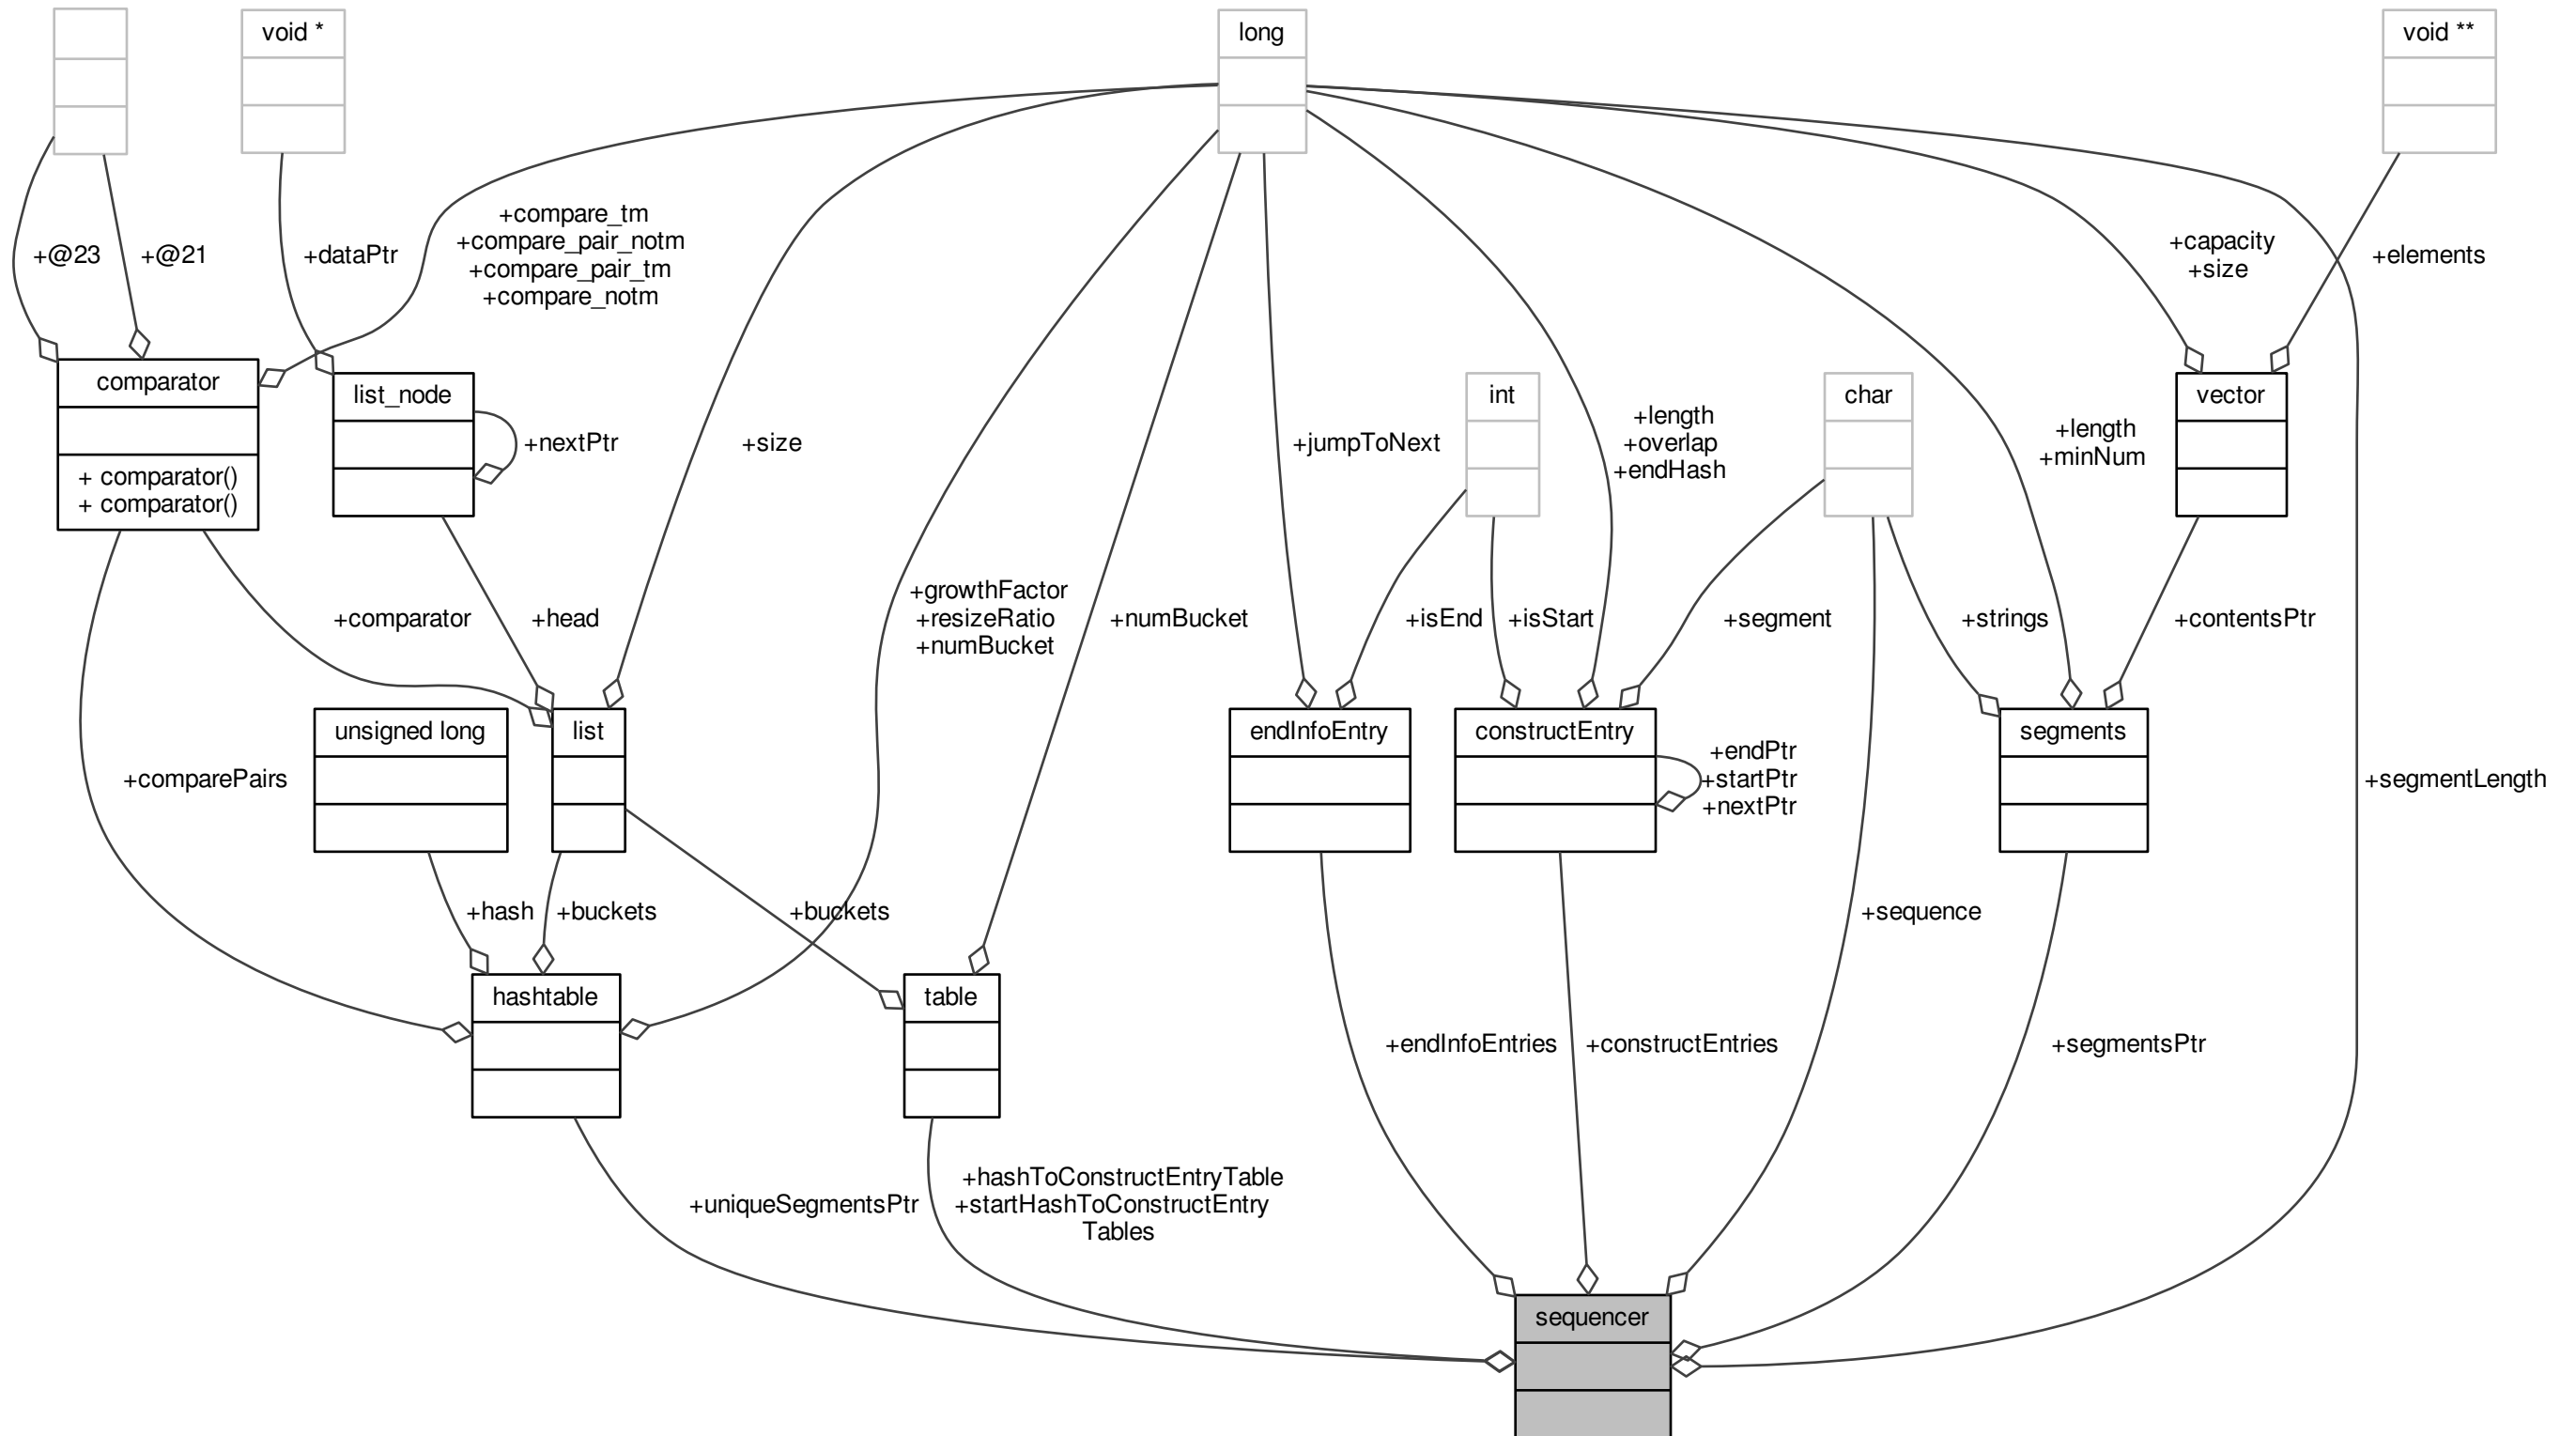 void *
long
void **
+compare_tm
+compare_pair_notm
+compare_pair_tm
+compare_notm
+@23
+@21
+dataPtr
+capacity
+size
+elements
comparator
+ comparator()
+ comparator()
list_node
+nextPtr
+size
+jumpToNext
int
+length
+overlap
+endHash
char
+length
+minNum
vector
+comparator
+head
+growthFactor
+resizeRatio
+numBucket
+numBucket
+isEnd
+isStart
+segment
+strings
+contentsPtr
+comparePairs
unsigned long
list
endInfoEntry
constructEntry
+endPtr
+startPtr
+nextPtr
segments
+segmentLength
+hash
+buckets
+buckets
+sequence
hashtable
table
+endInfoEntries
+constructEntries
+segmentsPtr
+uniqueSegmentsPtr
+hashToConstructEntryTable
+startHashToConstructEntry
Tables
sequencer